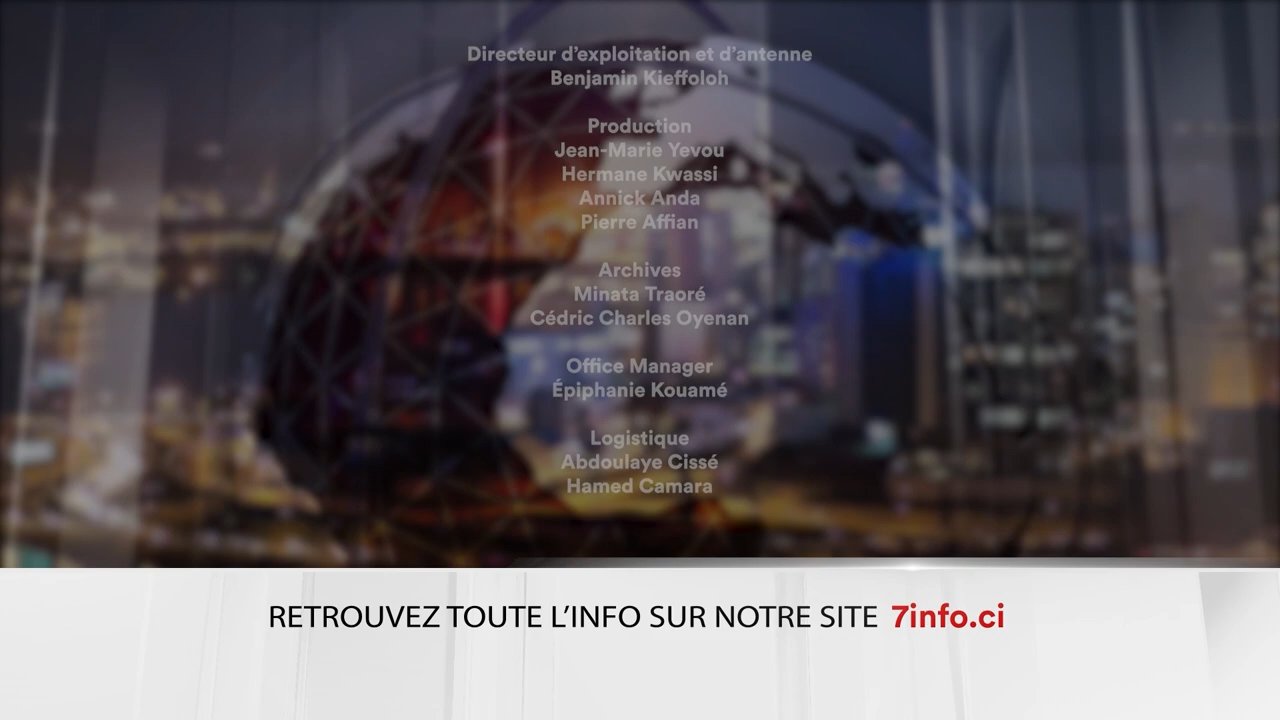 Directeur d'exploitation et d'antenne
Benjamin Kieffoloh
Production
Jean-Marie Yevou
Hermane Kwassi
Annick Anda
Pierre Affian
Archives
Minata Traoré
Cédric Charles Oyenan
Office Manager
Épiphanie Kouamé
Logistique
Abdoulaye Cissé
Hamed Camara
RETROUVEZ TOUTE L'INFO SUR NOTRE SITE 7info.ci